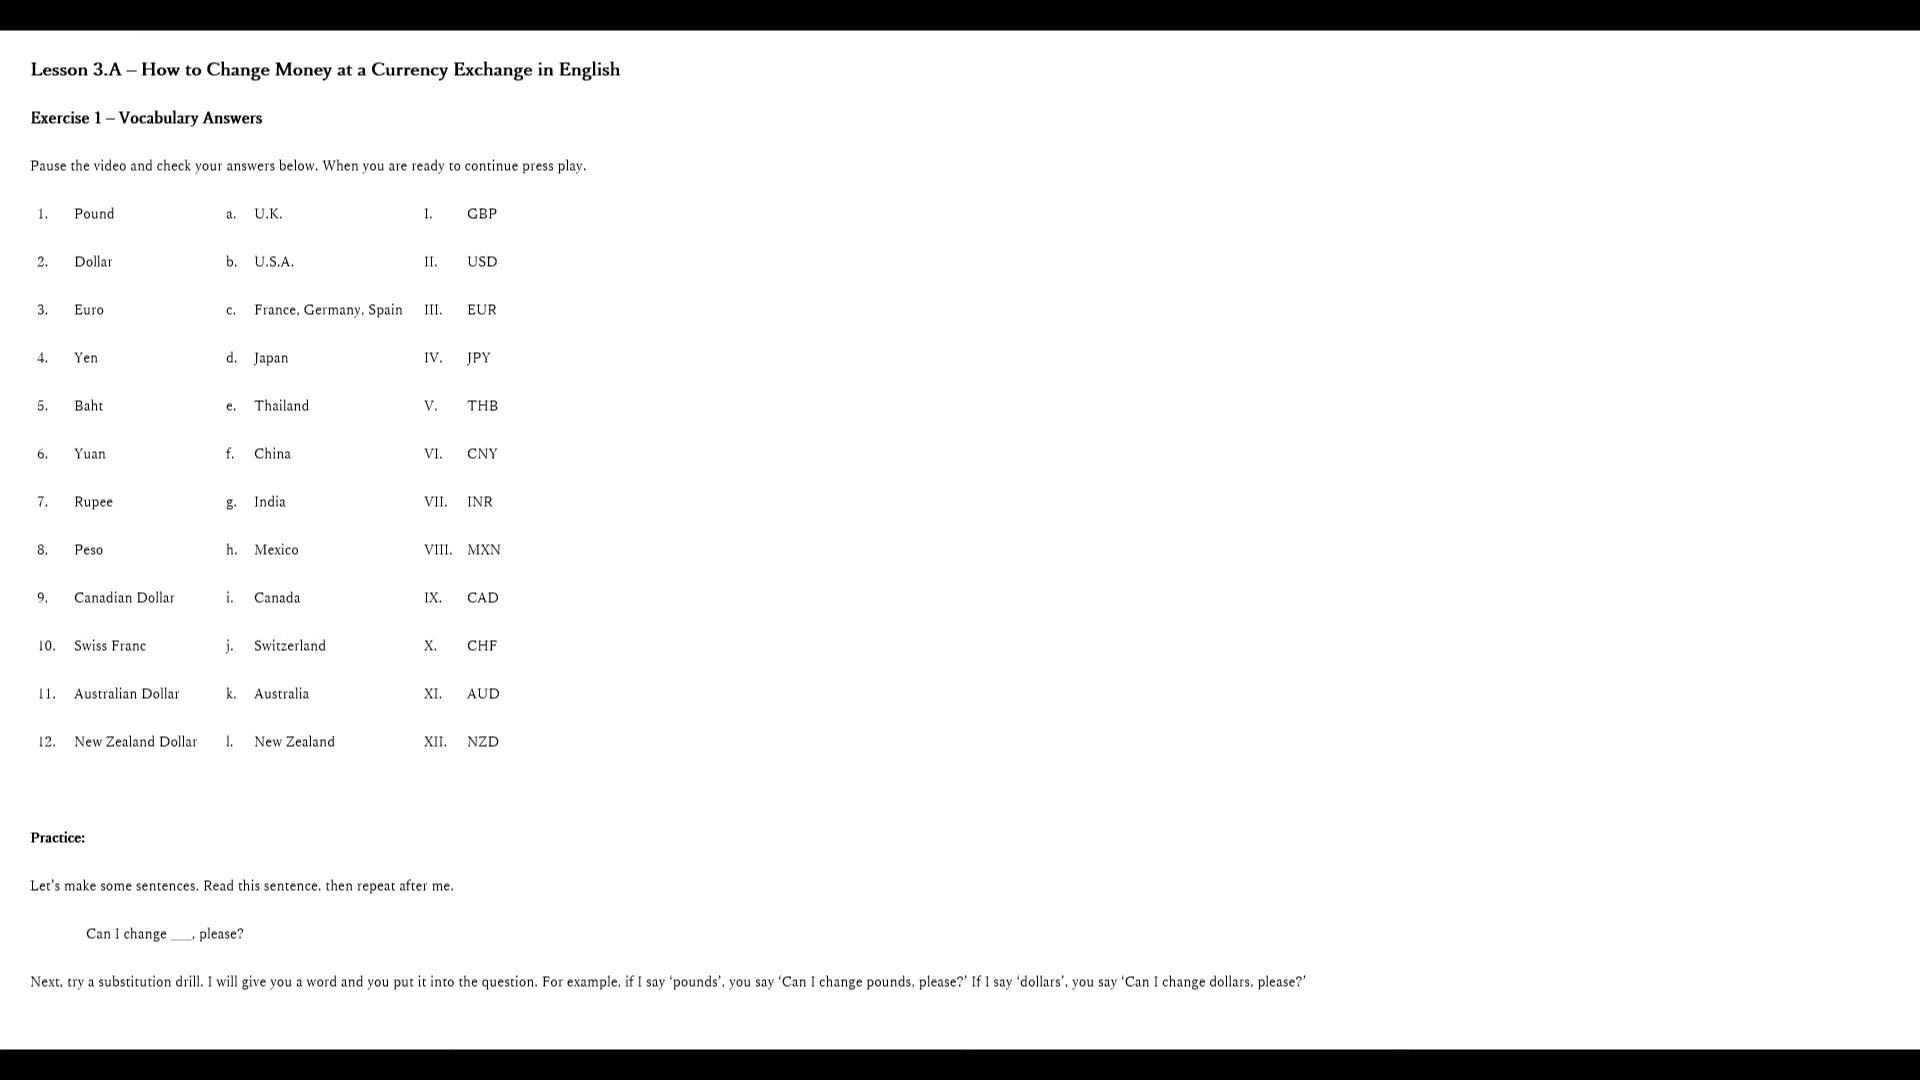 Lesson 3.A – How to Change Money at a Currency Exchange in English
Exercise 1 – Vocabulary Answers
Pause the video and check your answers below. When you are ready to continue press play.
1. Pound a. U.K. I. GBP
2. Dollar b. U.S.A. II. USD
3. Euro c. France, Germany, Spain III. EUR
4. Yen d. Japan IV. JPY
5. Baht e. Thailand V. THB
6. Yuan f. China VI. CNY
7. Rupee g. India VII. INR
8. Peso h. Mexico VIII. MXN
9. Canadian Dollar i. Canada IX. CAD
10. Swiss Franc j. Switzerland X. CHF
11. Australian Dollar k. Australia XI. AUD
12. New Zealand Dollar l. New Zealand XII. NZD
Practice:
Let’s make some sentences. Read this sentence, then repeat after me.
Can I change ___, please?
Next, try a substitution drill. I will give you a word and you put it into the question. For example, if I say ‘pounds’, you say ‘Can I change pounds, please?’ If I say ‘dollars’, you say ‘Can I change dollars, please?’